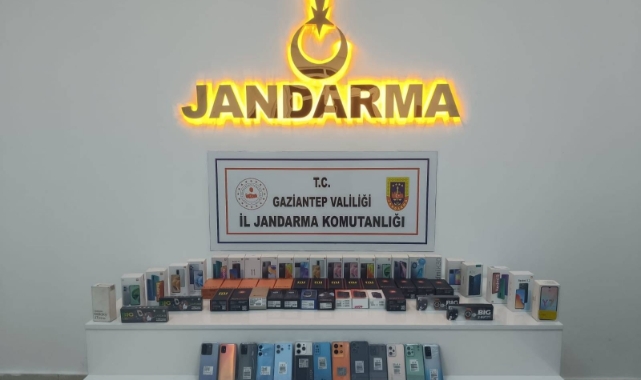 JANDARMA
T.C.
GAZİANTEP VALİLİĞİ
İL JANDARMA KOMUTANLIĞI